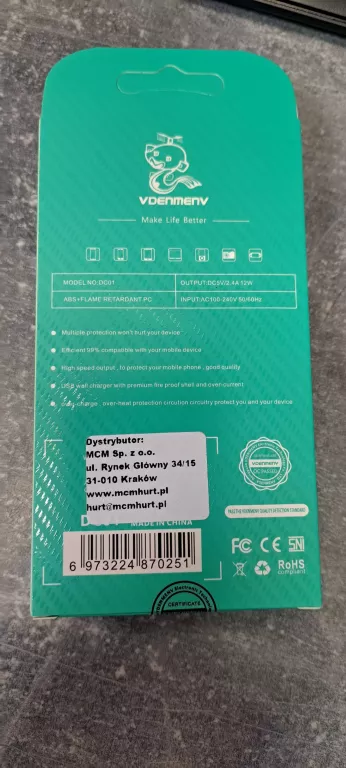 VDENMENV
Make Life Better
MODEL NO:DC01 OUTPUT:DC5V/2.4A 12W
ABS+FLAME RETARDANT PC INPUT:AC100-240V 50/60Hz
Multiple protection won't hurt your device
Efficient 99% compatible with your mobile device
High speed output , to protect your mobile phone , good quality
USB wall charger with premium fire proof shell and over-current
over-heat protection circution circuitry protect you and your device
Dystrybutor:
MCM Sp. z o.o.
ul. Rynek Główny 34/15
31-010 Kraków
www.mcmhurt.pl
hurt@mcmhurt.pl
VDENMENV
MADE IN CHINA
FC CE
RoHS
compliant
6 973224 870251
CERTIFICATE